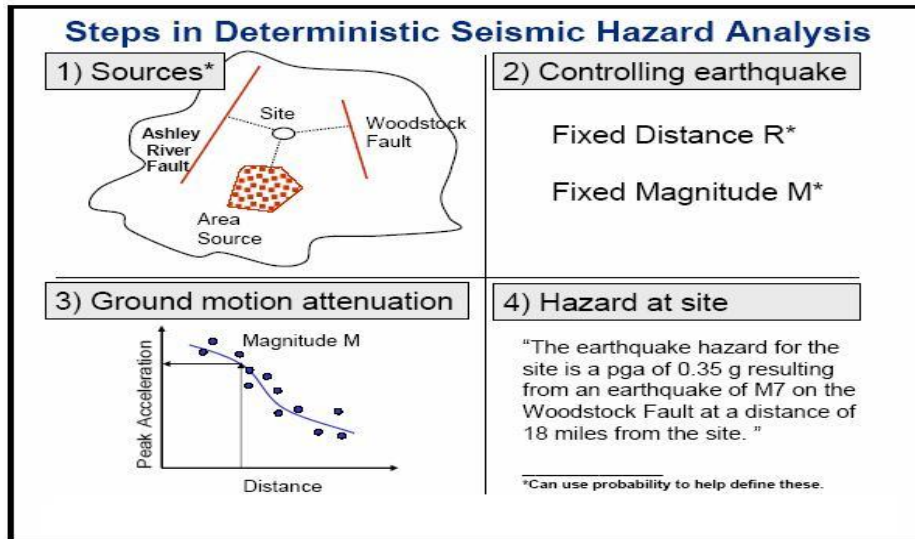 Steps in Deterministic Seismic Hazard Analysis
1) Sources*
Site
Ashley
River
Fault
Woodstock
Fault
Area
Source
2) Controlling earthquake
Fixed Distance R*
Fixed Magnitude M*
3) Ground motion attenuation
Magnitude M
Peak Acceleration
Distance
4) Hazard at site
“The earthquake hazard for the
site is a pga of 0.35 g resulting
from an earthquake of M7 on the
Woodstock Fault at a distance of
18 miles from the site. ”
*Can use probability to help define these.